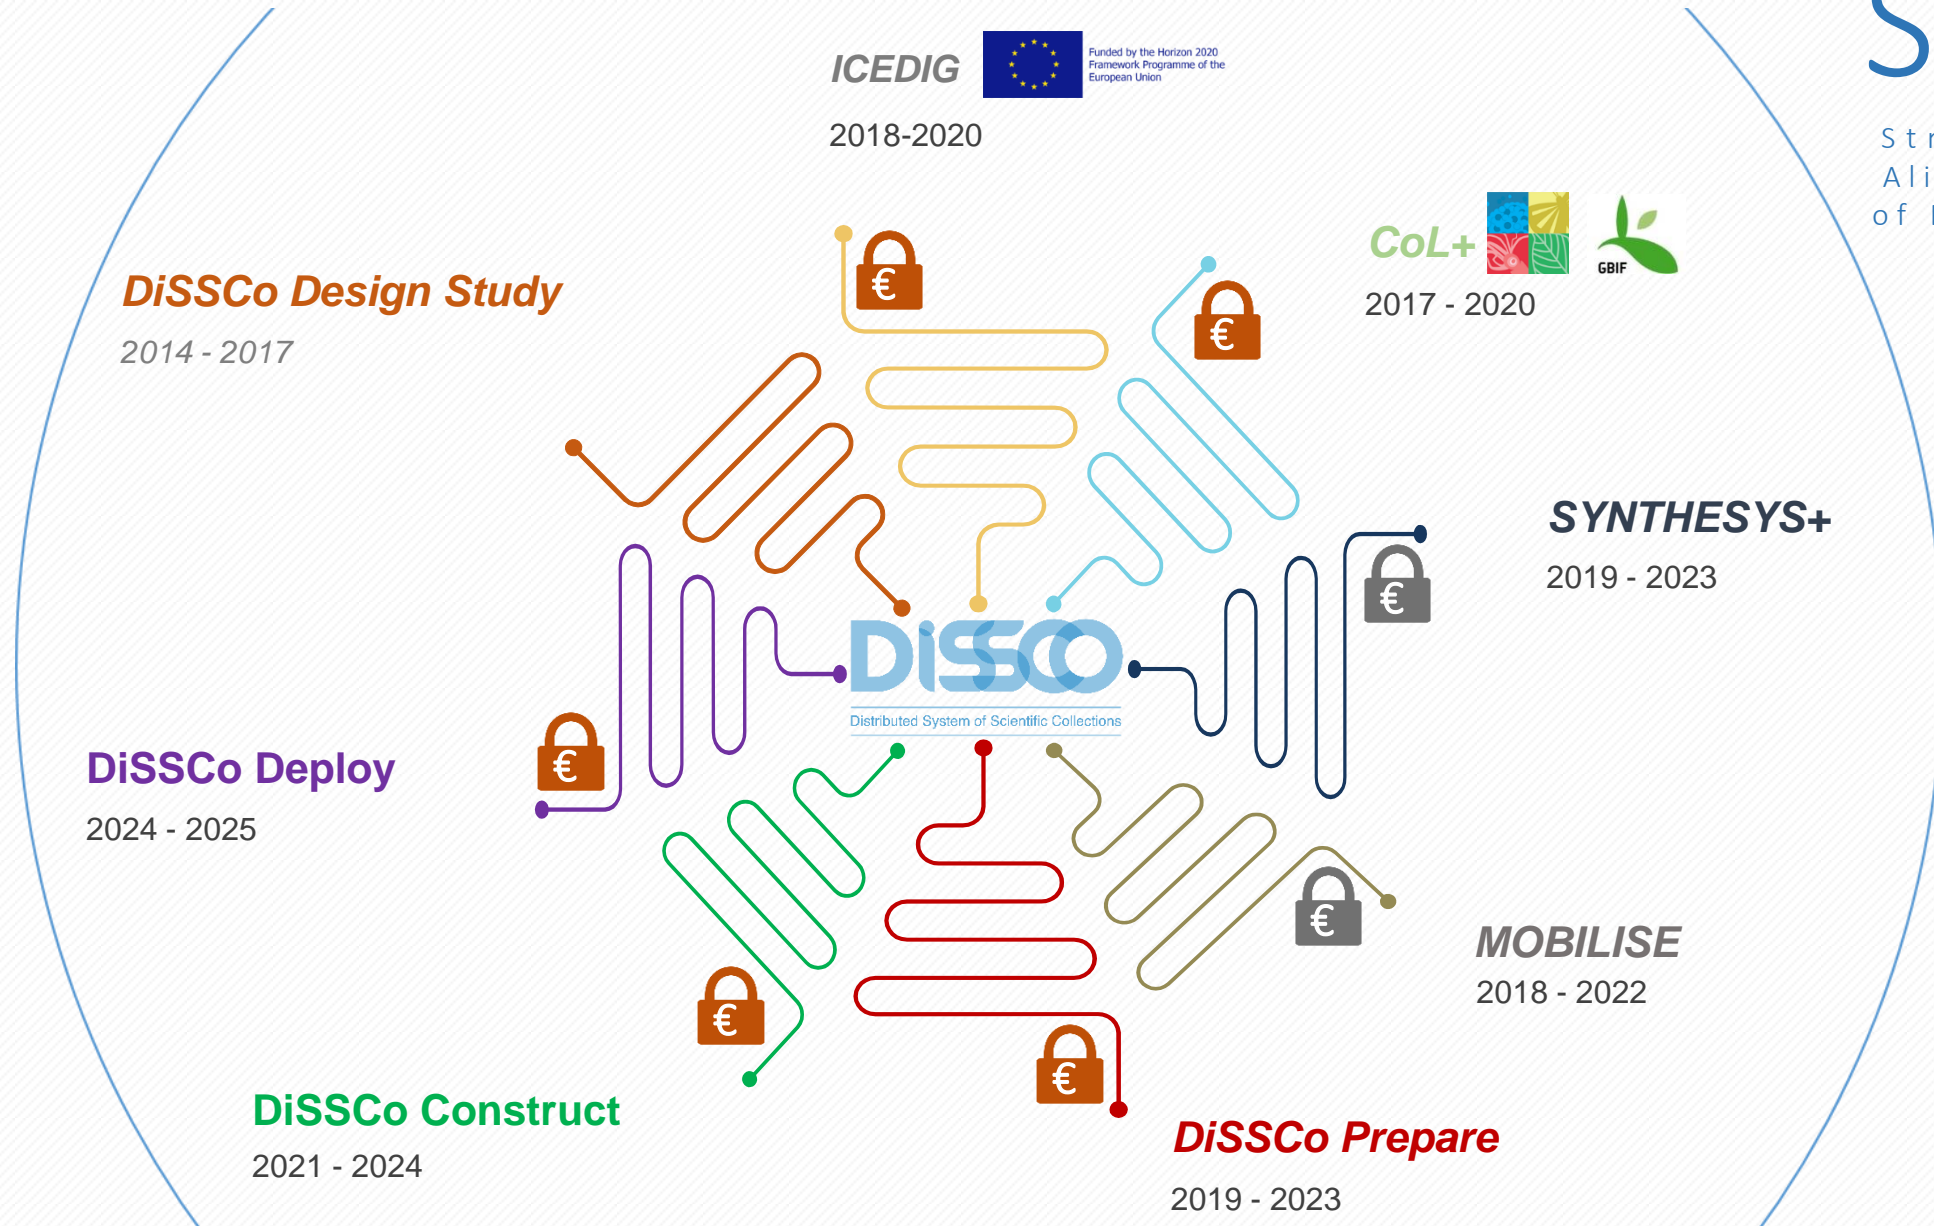 ICEDIG
Funded by the Horizon 2020
Framework Programme of the
European Union
2018-2020
CoL+
GBIF
2017 - 2020
DiSSCo Design Study
2014 - 2017
€
€
SYNTHESYS+
2019 - 2023
€
DiSSCo
Distributed System of Scientific Collections
DiSSCo Deploy
2024 - 2025
€
MOBILISE
2018 - 2022
€
DiSSCo Construct
2021 - 2024
€
DiSSCo Prepare
2019 - 2023
€
of